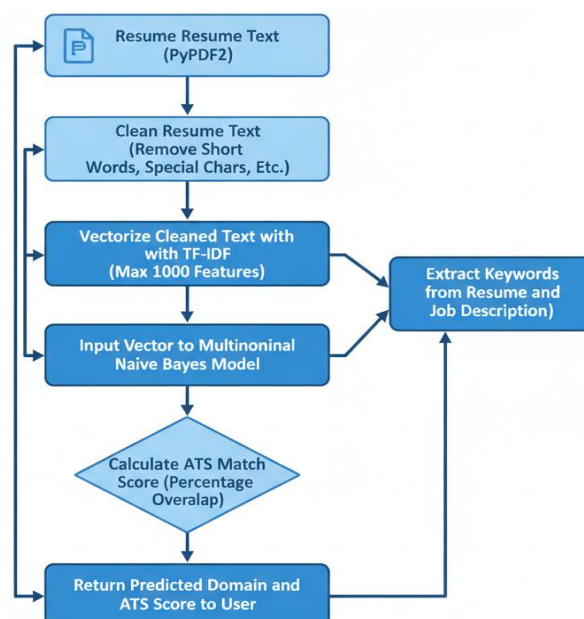 Resume Resume Text
(PyPDF2)
Clean Resume Text
(Remove Short
Words, Special Chars, Etc.)
Vectorize Cleaned Text with
with TF-IDF
(Max 1000 Features)
Extract Keywords
from Resume and
Job Description)
Input Vector to Multinoninal
Naive Bayes Model
Calculate ATS Match
Score (Percentage
Overalap)
Return Predicted Domain and
ATS Score to User